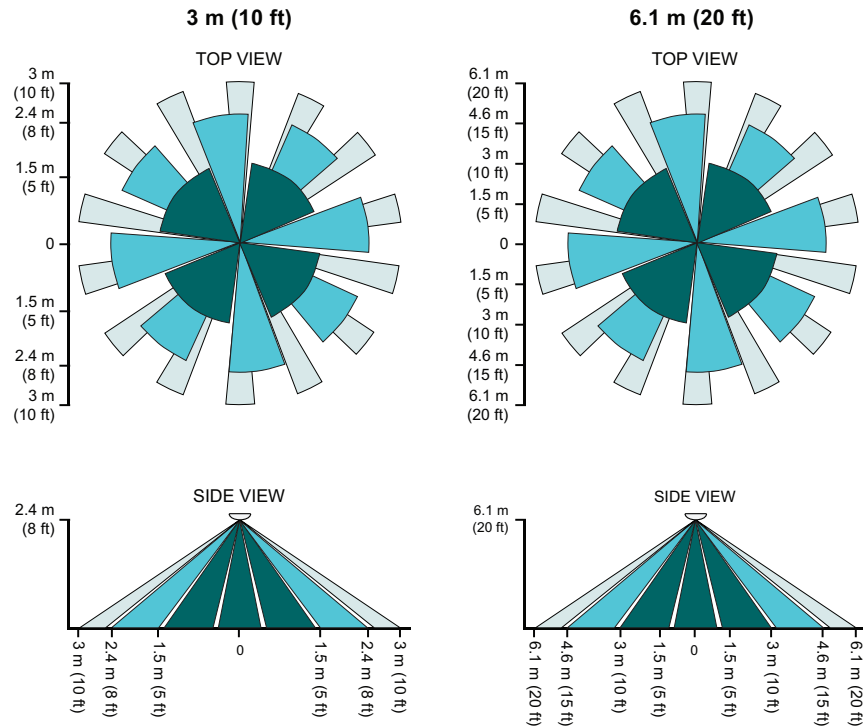 3 m (10 ft)
TOP VIEW
3 m
(10 ft)
2.4 m
(8 ft)
1.5 m
(5 ft)
0
1.5 m
(5 ft)
2.4 m
(8 ft)
3 m
(10 ft)
SIDE VIEW
2.4 m
(8 ft)
3 m (10 ft)
2.4 m (8 ft)
1.5 m (5 ft)
0
1.5 m (5 ft)
2.4 m (8 ft)
3 m (10 ft)
6.1 m (20 ft)
TOP VIEW
6.1 m
(20 ft)
4.6 m
(15 ft)
3 m
(10 ft)
1.5 m
(5 ft)
0
1.5 m
(5 ft)
3 m
(10 ft)
4.6 m
(15 ft)
6.1 m
(20 ft)
SIDE VIEW
6.1 m
(20 ft)
6.1 m (20 ft)
4.6 m (15 ft)
3 m (10 ft)
1.5 m (5 ft)
0
1.5 m (5 ft)
3 m (10 ft)
4.6 m (15 ft)
6.1 m (20 ft)